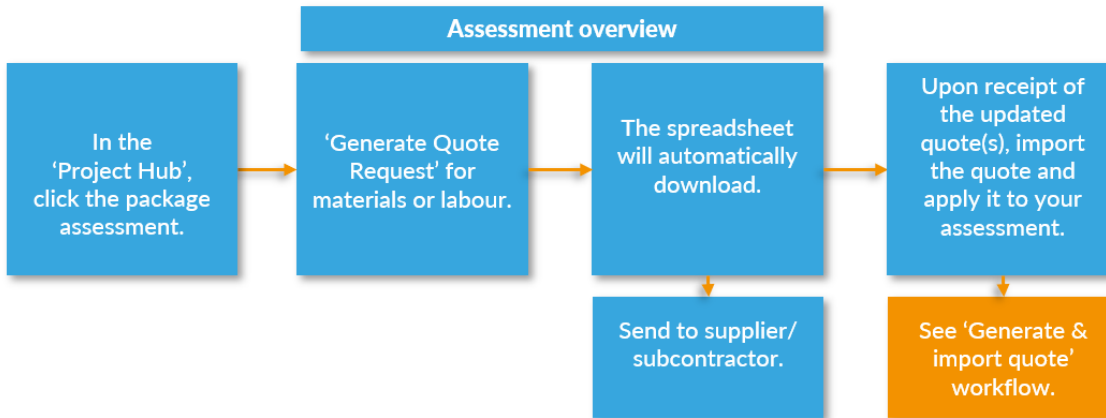 Assessment overview
In the
‘Project Hub’,
click the package
assessment.
‘Generate Quote
Request’ for
materials or labour.
The spreadsheet
will automatically
download.
Upon receipt of
the updated
quote(s), import
the quote and
apply it to your
assessment.
Send to supplier/
subcontractor.
See ‘Generate &
import quote’
workflow.